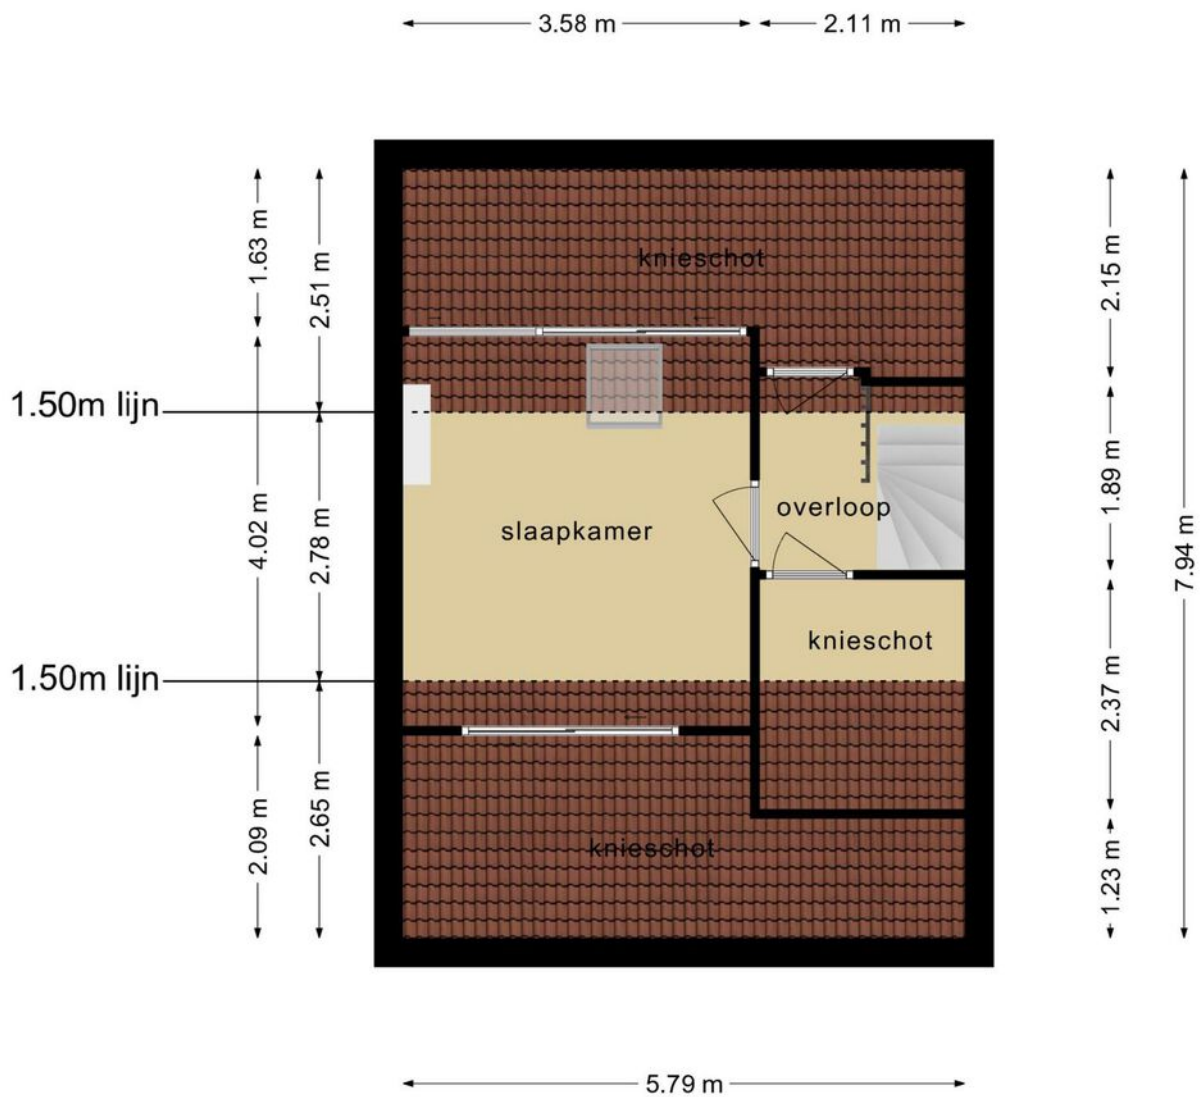 3.58 m
2.11 m
1.63 m
2.51 m
knieschot
2.15 m
1.50m lijn
4.02 m
2.78 m
slaapkamer
overloop
1.89 m
7.94 m
knieschot
1.50m lijn
2.37 m
2.09 m
2.65 m
knieschot
1.23 m
5.79 m